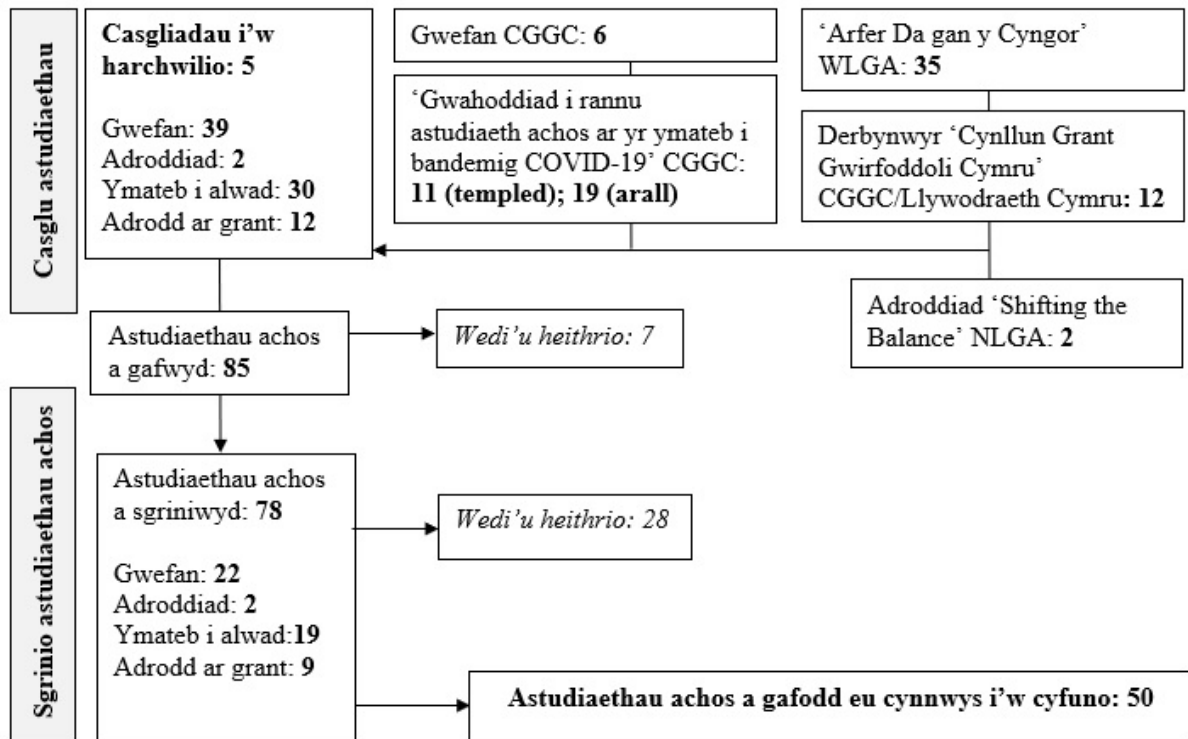 Casglu astudiaethau
Casgliadau i'w
harchwilio: 5
Gwefan: 39
Adroddiad: 2
Ymateb i alwad: 30
Adrodd ar grant: 12
Gwefan CGGC: 6
'Gwahoddiad i rannu
astudiaeth achos ar yr ymateb i
bandemig COVID-19' CGGC:
11 (templed); 19 (arall)
'Arfer Da gan y Cyngor'
WLGA: 35
Derbynwyr 'Cynllun Grant
Gwirfoddoli Cymru'
CGGC/Llywodraeth Cymru: 12
Adroddiad 'Shifting the
Balance' NLGA: 2
Astudiaethau achos
a gafwyd: 85
Wedi'u heithrio: 7
Sgrinio astudiaethau achos
Astudiaethau achos
a sgriniwyd: 78
Gwefan: 22
Adroddiad: 2
Ymateb i alwad:19
Adrodd ar grant: 9
Wedi'u heithrio: 28
Astudiaethau achos a gafodd eu cynnwys i'w cyfuno: 50